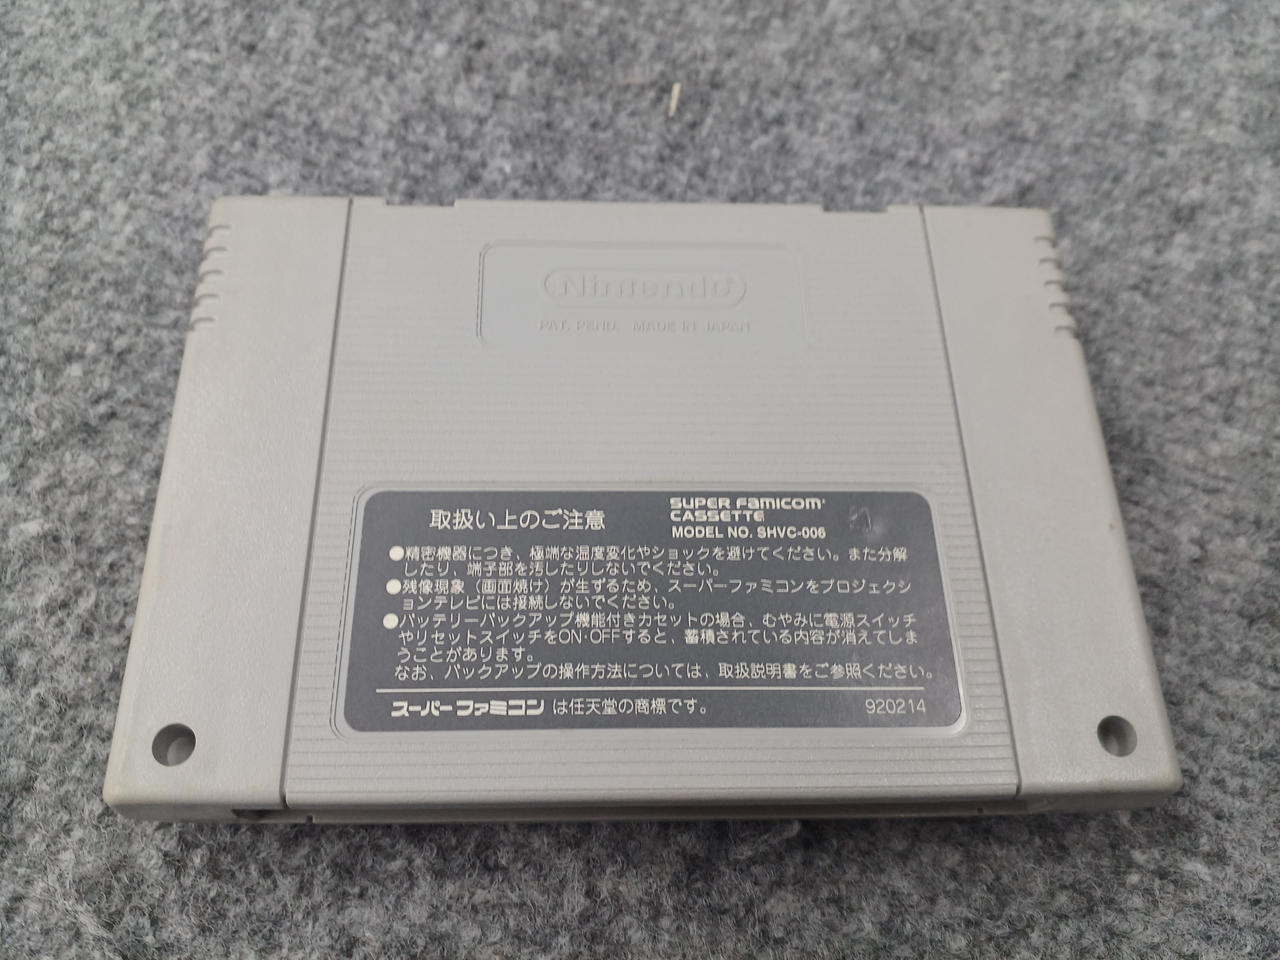 Nintendo
PAT. PEND. MADE IN JAPAN
取扱い上のご注意
SUPER FAMICOM
CASSETTE
MODEL NO. SHVC-006
●精密機器につき、極端な湿度変化やショックを避けてください。また分解
したり、端子部を汚したりしないでください。
●残像現象（画面焼け）が生ずるため、スーパーファミコンをプロジェクシ
ョンテレビには接続しないでください。
●バッテリーバックアップ機能付きカセットの場合、むやみに電源スイッチ
やリセットスイッチをON・OFFすると、蓄積されている内容が消えてしま
うことがあります。
なお、バックアップの操作方法については、取扱説明書をご参照ください。
スーパーファミコン は任天堂の商標です。 920214